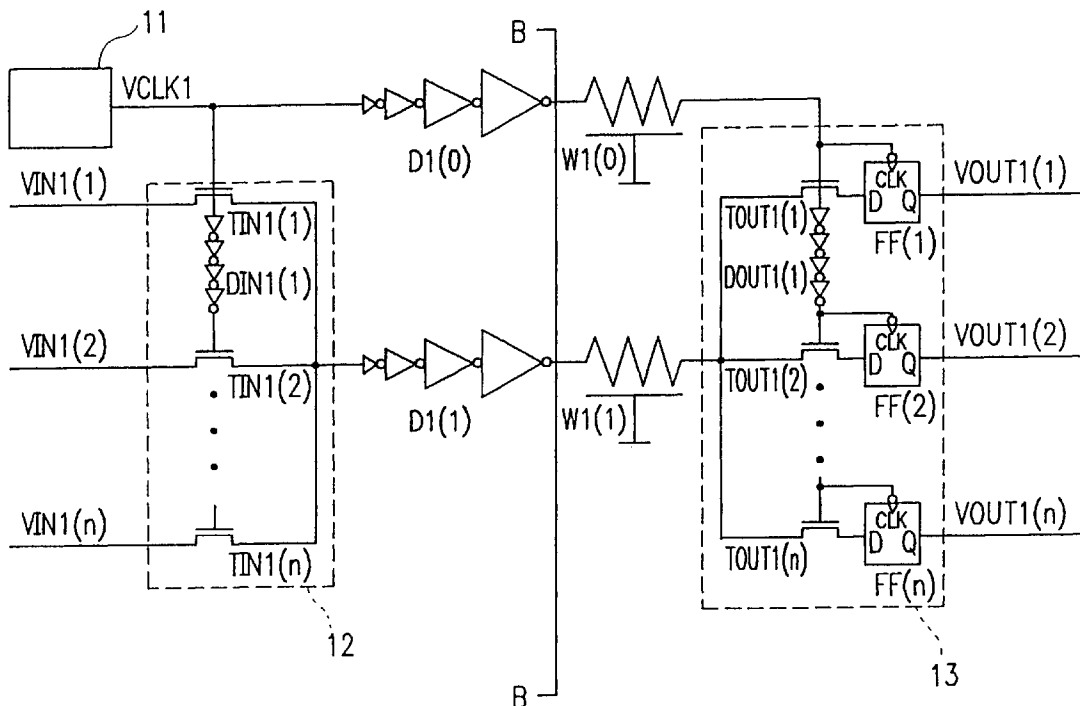 11
B
VCLK1
D1(0)
W1(0)
VIN1(1)
TIN1(1)
DIN1(1)
TOUT1(1)
DOUT1(1)
CLK
D Q
FF(1)
VOUT1(1)
VIN1(2)
TIN1(2)
D1(1)
W1(1)
TOUT1(2)
CLK
D Q
FF(2)
VOUT1(2)
VIN1(n)
TIN1(n)
TOUT1(n)
CLK
D Q
FF(n)
VOUT1(n)
12
13
B